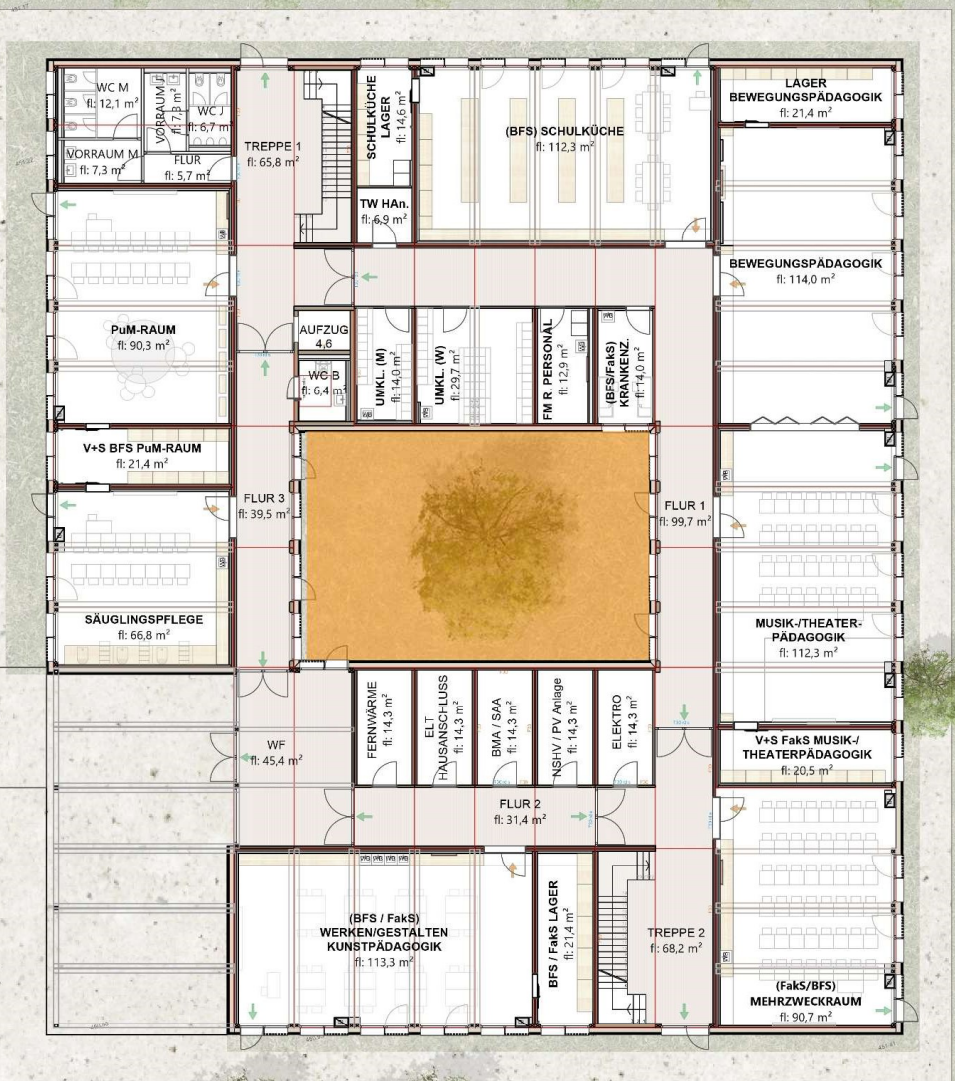 WC M
fl: 12,1 m²
VORRAUM J
fl: 7,3 m²
WC J
fl: 6,7 m²
VORRAUM M
fl: 7,3 m²
FLUR
fl: 5,7 m²
TREPPE 1
fl: 65,8 m²
SCHULKÜCHE
LAGER
fl: 14,6 m²
(BFS) SCHULKÜCHE
fl: 112,3 m²
LAGER
BEWEGUNGSPÄDAGOGIK
fl: 21,4 m²
TW HAn.
fl: 6,9 m²
BEWEGUNGSPÄDAGOGIK
fl: 114,0 m²
PuM-RAUM
fl: 90,3 m²
AUFZUG
4,6
WC B
fl: 6,4 m²
UMKL. (M)
fl: 14,0 m²
UMKL. (W)
fl: 29,7 m²
FM R. PERSONAL
fl: 12,9 m²
(BFS/FakS)
KRANKENZ.
fl: 14,0 m²
V+S BFS PuM-RAUM
fl: 21,4 m²
FLUR 3
fl: 39,5 m²
FLUR 1
fl: 99,7 m²
SÄUGLINGSPFLEGE
fl: 66,8 m²
MUSIK-/THEATER-
PÄDAGOGIK
fl: 112,3 m²
WF
fl: 45,4 m²
FERNWÄRME
fl: 14,3 m²
ELT
HAUSANSCHLUSS
fl: 14,3 m²
BMA / SAA
fl: 14,3 m²
NSHV / PV Anlage
fl: 14,3 m²
ELEKTRO
fl: 14,3 m²
V+S FakS MUSIK-/
THEATERPÄDAGOGIK
fl: 20,5 m²
FLUR 2
fl: 31,4 m²
(BFS / FakS)
WERKEN/GESTALTEN
KUNSTPÄDAGOGIK
fl: 113,3 m²
BFS / FakS LAGER
fl: 21,4 m²
TREPPE 2
fl: 68,2 m²
(FakS/BFS)
MEHRZWECKRAUM
fl: 90,7 m²